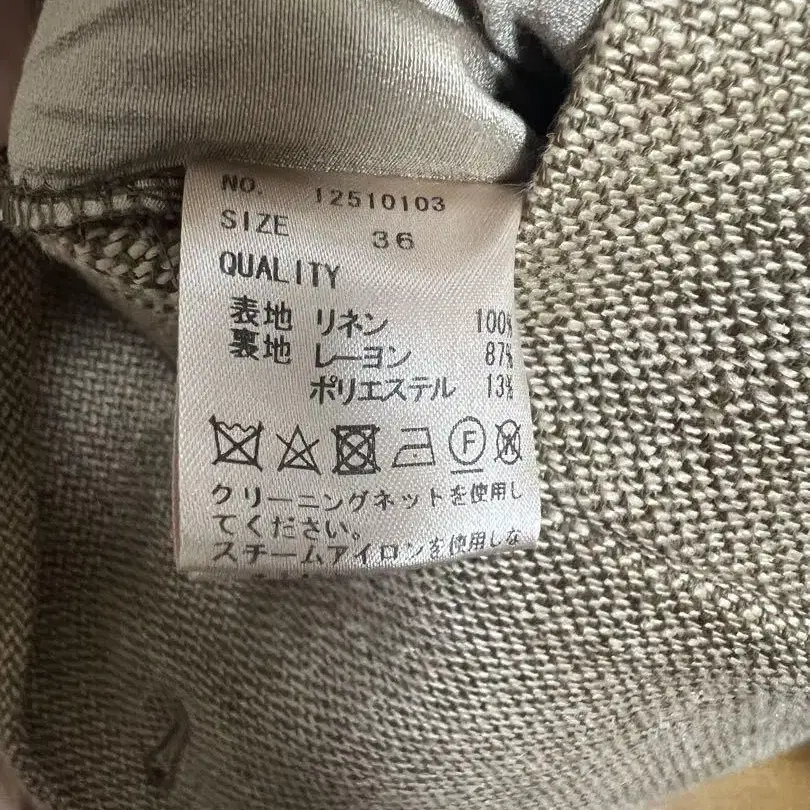 NO. 12510103
SIZE 36
QUALITY
表地 リネン 100%
裏地 レーヨン 87%
ポリエステル 13%
F W
クリーニングネットを使用し
てください。
スチームアイロンを使用しな